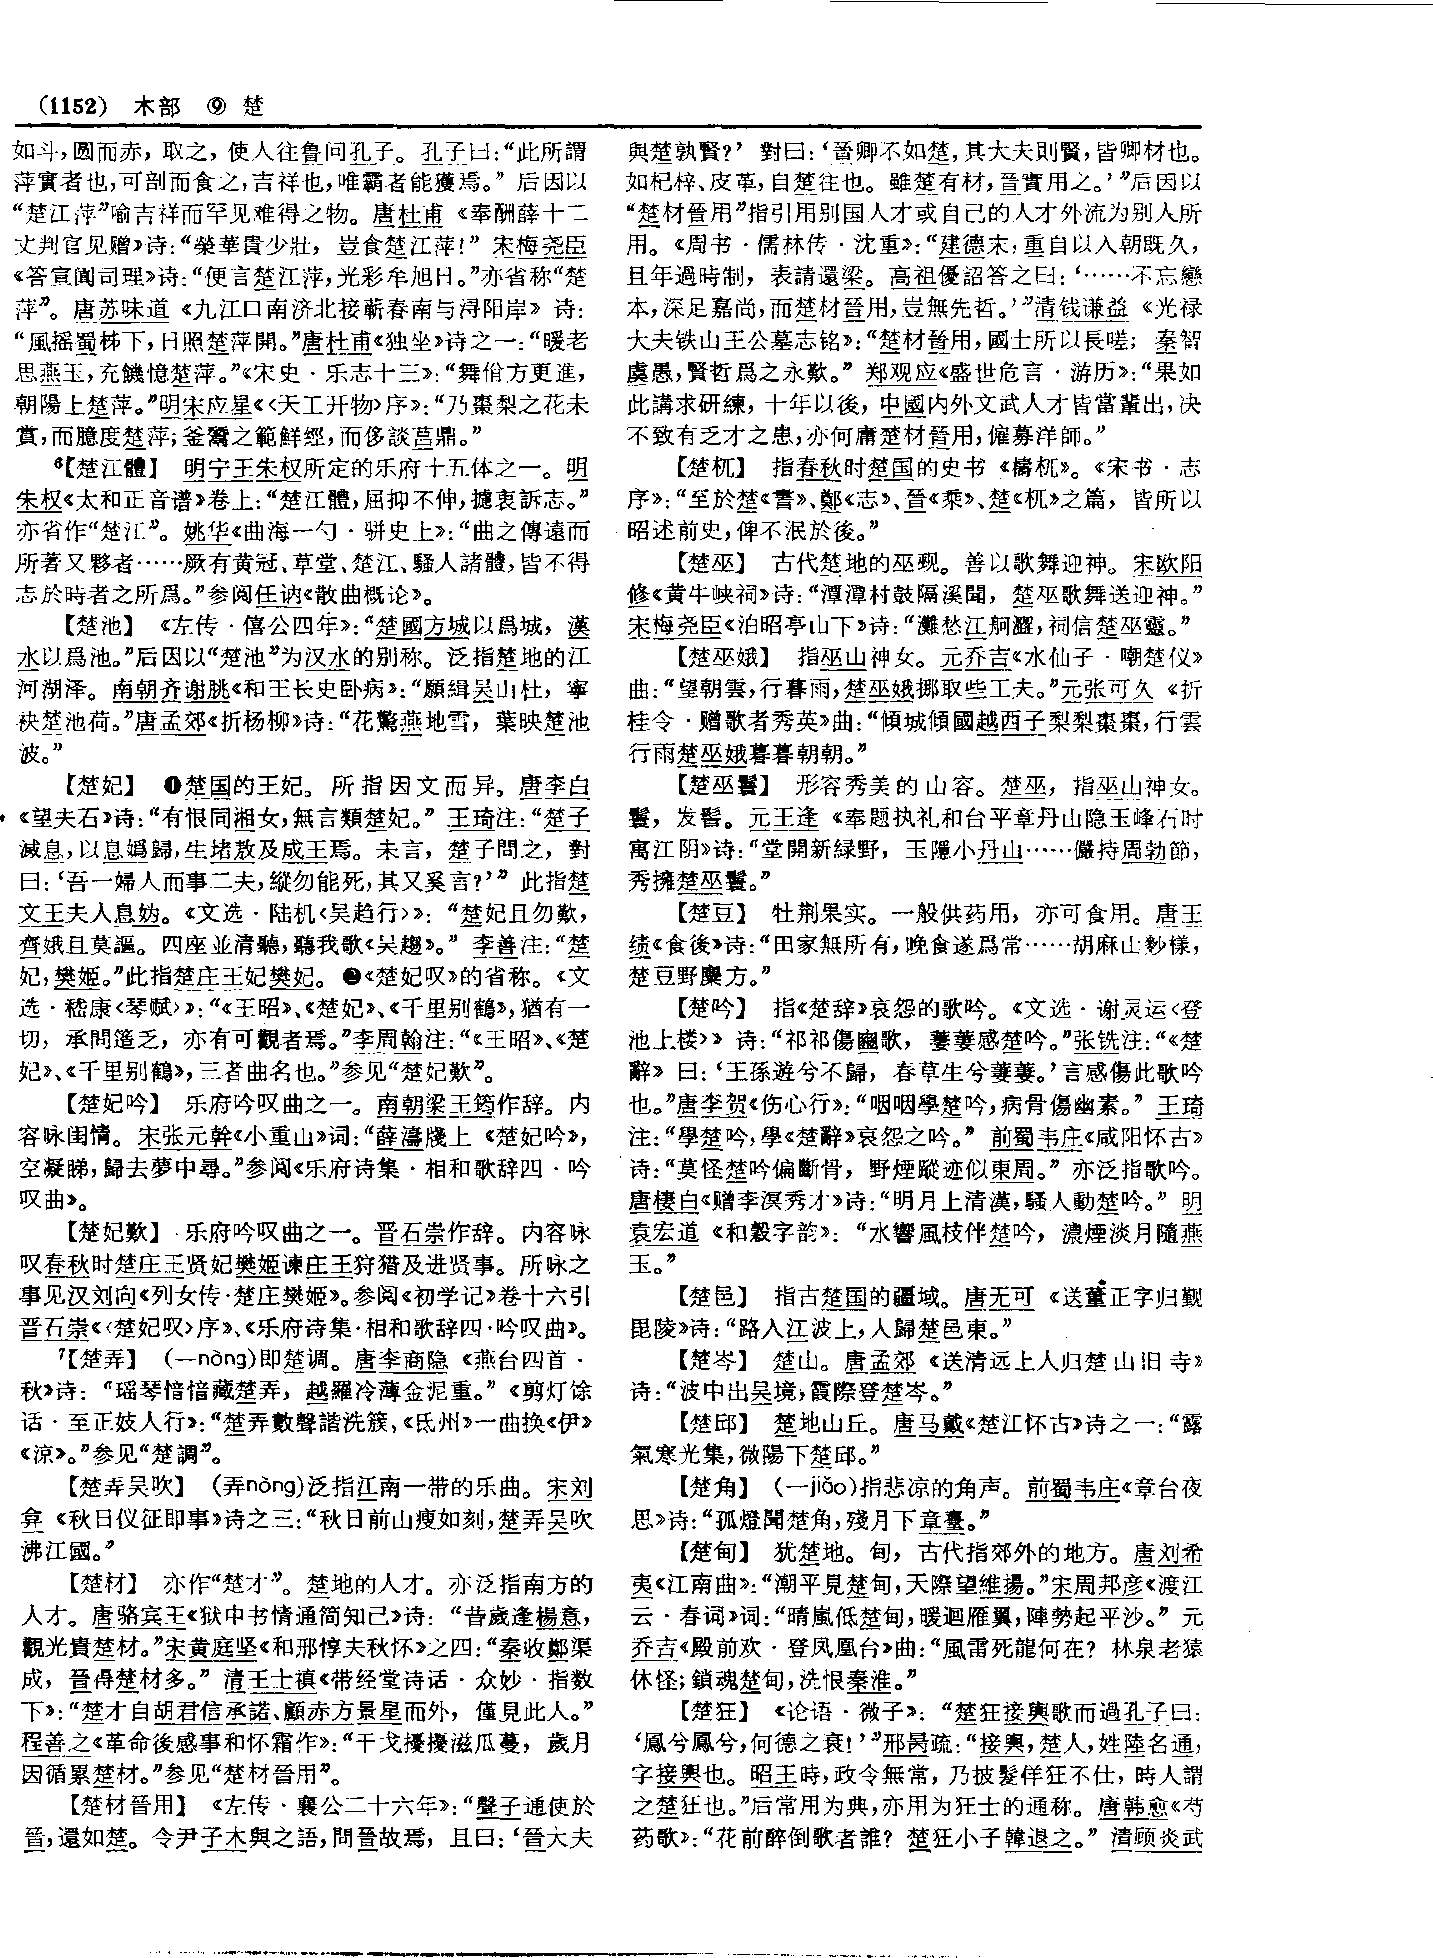 (1152) 木部 ⑨ 楚
如斗，圆而赤，取之，使人往魯问孔子。孔子曰：“此所謂
萍實者也，可剖而食之，吉祥也，唯霸者能獲焉。”后因以
“楚江萍”喻吉祥而罕见难得之物。唐杜甫《奉酬薛十二
丈判官见赠》诗：“榮華貴少壯，豈食楚江萍！”宋梅尧臣
《答宣阗司理》诗：“便言楚江萍，光彩牟旭日。”亦省称“楚
萍”。唐苏味道《九江口南济北接蘄春南与浔阳岸》诗：
“風摇蜀柹下，日照楚萍開。”唐杜甫《独坐》诗之一：“暖老
思燕玉，充饑憶楚萍。”《宋史·乐志十三》：“舞佾方更進，
朝陽上楚萍。”明宋应星《〈天工开物〉序》：“乃棗梨之花未
賞，而臆度楚萍；釜鬵之範鮮經，而侈談莒鼎。”
6【楚江體】 明宁王朱权所定的乐府十五体之一。明
朱权《太和正音谱》卷上：“楚江體，屈抑不伸，攄衷訴志。”
亦省作“楚江”。姚华《曲海一勺·骈史上》：“曲之傳遠而
所著又夥者……厥有黄冠、草堂、楚江、騷人諸體，皆不得
志於時者之所爲。”参阅任讷《散曲概论》。
【楚池】 《左传·僖公四年》：“楚國方城以爲城，漢
水以爲池。”后因以“楚池”为汉水的别称。泛指楚地的江
河湖泽。南朝齐谢朓《和王长史卧病》：“願緝吴山杜，寧
袂楚池荷。”唐孟郊《折杨柳》诗：“花驚燕地雪，葉映楚池
波。”
【楚妃】 ❶楚国的王妃。所指因文而异。唐李白
《望夫石》诗：“有恨同湘女，無言類楚妃。”王琦注：“楚子
滅息，以息嬀歸，生堵敖及成王焉。未言，楚子問之，對
曰：‘吾一婦人而事二夫，縱勿能死，其又奚言？’”此指楚
文王夫人息妫。《文选·陆机〈吴趋行〉》：“楚妃且勿歎，
齊娥且莫謳。四座並清聽，聽我歌《吴趨》。”李善注：“楚
妃，樊姬。”此指楚庄王妃樊妃。❷《楚妃叹》的省称。《文
选·嵇康〈琴赋〉》：“《王昭》、《楚妃》、《千里别鶴》，猶有一
切，承間簉乏，亦有可觀者焉。”李周翰注：“《王昭》、《楚
妃》、《千里别鶴》，三者曲名也。”参见“楚妃歎”。
【楚妃吟】 乐府吟叹曲之一。南朝梁王筠作辞。内
容咏闺情。宋张元幹《小重山》词：“薛濤牋上《楚妃吟》，
空凝睇，歸去夢中尋。”参阅《乐府诗集·相和歌辞四·吟
叹曲》。
【楚妃歎】 乐府吟叹曲之一。晋石崇作辞。内容咏
叹春秋时楚庄王贤妃樊姬谏庄王狩猎及进贤事。所咏之
事见汉刘向《列女传·楚庄樊姬》。参阅《初学记》卷十六引
晋石崇《〈楚妃叹〉序》、《乐府诗集·相和歌辞四·吟叹曲》。
7【楚弄】 (—nòng)即楚调。唐李商隐《燕台四首·
秋》诗：“瑶琴愔愔藏楚弄，越羅冷薄金泥重。”《剪灯馀
话·至正妓人行》：“楚弄數聲諧洗簇，《氐州》一曲换《伊》
《凉》。”参见“楚調”。
【楚弄吴吹】 (弄nòng)泛指江南一带的乐曲。宋刘
弇《秋日仪征即事》诗之三：“秋日前山瘦如刻，楚弄吴吹
沸江國。”
【楚材】 亦作“楚才”。楚地的人才。亦泛指南方的
人才。唐骆宾王《狱中书情通简知己》诗：“昔歲逢楊意，
觀光貴楚材。”宋黄庭坚《和邢惇夫秋怀》之四：“秦收鄭渠
成，晉得楚材多。”清王士禛《带经堂诗话·众妙·指数
下》：“楚才自胡君信承諾、顧赤方景星而外，僅見此人。”
程善之《革命後感事和怀霜作》：“干戈擾擾滋瓜蔓，歲月
因循累楚材。”参见“楚材晉用”。
【楚材晉用】 《左传·襄公二十六年》：“聲子通使於
晉，還如楚。令尹子木與之語，問晉故焉，且曰：‘晉大夫
與楚孰賢？’對曰：‘晉卿不如楚，其大夫則賢，皆卿材也。
如杞梓、皮革，自楚往也。雖楚有材，晉實用之。’”后因以
“楚材晉用”指引用别国人才或自己的人才外流为别人所
用。《周书·儒林传·沈重》：“建德末，重自以入朝既久，
且年過時制，表請還梁。高祖優詔答之曰：‘……不忘戀
本，深足嘉尚，而楚材晉用，豈無先哲。’”清钱谦益《光禄
大夫铁山王公墓志铭》：“楚材晉用，國士所以長嗟；秦智
虞愚，賢哲爲之永歎。”郑观应《盛世危言·游历》：“果如
此講求研練，十年以後，中國内外文武人才皆當輩出，决
不致有乏才之患，亦何庸楚材晉用，僱募洋師。”
【楚杌】 指春秋时楚国的史书《檮杌》。《宋书·志
序》：“至於楚《書》、鄭《志》、晉《乘》、楚《杌》之篇，皆所以
昭述前史，俾不泯於後。”
【楚巫】 古代楚地的巫觋。善以歌舞迎神。宋欧阳
修《黄牛峡祠》诗：“潭潭村鼓隔溪聞，楚巫歌舞送迎神。”
宋梅尧臣《泊昭亭山下》诗：“灘愁江舸澀，祠信楚巫靈。”
【楚巫娥】 指巫山神女。元乔吉《水仙子·嘲楚仪》
曲：“望朝雲，行暮雨，楚巫娥挪取些工夫。”元张可久《折
桂令·赠歌者秀英》曲：“傾城傾國越西子梨梨棗棗，行雲
行雨楚巫娥暮暮朝朝。”
【楚巫鬟】 形容秀美的山容。楚巫，指巫山神女。
鬟，发髻。元王逢《奉题执礼和台平章丹山隐玉峰石时
寓江阴》诗：“堂開新緑野，玉隱小丹山……儼持周勃節，
秀擁楚巫鬟。”
【楚豆】 牡荆果实。一般供药用，亦可食用。唐王
绩《食後》诗：“田家無所有，晚食遂爲常……胡麻山麨様，
楚豆野麋方。”
【楚吟】 指《楚辞》哀怨的歌吟。《文选·谢灵运〈登
池上楼〉》诗：“祁祁傷豳歌，萋萋感楚吟。”张铣注：“《楚
辭》曰：‘王孫遊兮不歸，春草生兮萋萋。’言感傷此歌吟
也。”唐李贺《伤心行》：“咽咽學楚吟，病骨傷幽素。”王琦
注：“學楚吟，學《楚辭》哀怨之吟。”前蜀韦庄《咸阳怀古》
诗：“莫怪楚吟偏斷骨，野煙蹤迹似東周。”亦泛指歌吟。
唐棲白《赠李溟秀才》诗：“明月上清漢，騷人動楚吟。”明
袁宏道《和縠字韵》：“水響風枝伴楚吟，濃煙淡月隨燕
玉。”
【楚邑】 指古楚国的疆域。唐无可《送董正字归觐
毘陵》诗：“路入江波上，人歸楚邑東。”
【楚岑】 楚山。唐孟郊《送清远上人归楚山旧寺》
诗：“波中出吴境，霞際登楚岑。”
【楚邱】 楚地山丘。唐马戴《楚江怀古》诗之一：“露
氣寒光集，微陽下楚邱。”
【楚角】 (—jiǎo)指悲凉的角声。前蜀韦庄《章台夜
思》诗：“孤燈聞楚角，殘月下章臺。”
【楚甸】 犹楚地。甸，古代指郊外的地方。唐刘希
夷《江南曲》：“潮平見楚甸，天際望維揚。”宋周邦彦《渡江
云·春词》词：“晴嵐低楚甸，暖迴雁翼，陣勢起平沙。”元
乔吉《殿前欢·登凤凰台》曲：“風雷死龍何在？林泉老猿
休怪；鎖魂楚甸，洗恨秦淮。”
【楚狂】 《论语·微子》：“楚狂接輿歌而過孔子曰：
‘鳳兮鳳兮，何德之衰！’”邢昺疏：“接輿，楚人，姓陸名通，
字接輿也。昭王時，政令無常，乃披髮佯狂不仕，時人謂
之楚狂也。”后常用为典，亦用为狂士的通称。唐韩愈《芍
药歌》：“花前醉倒歌者誰？楚狂小子韓退之。”清顾炎武